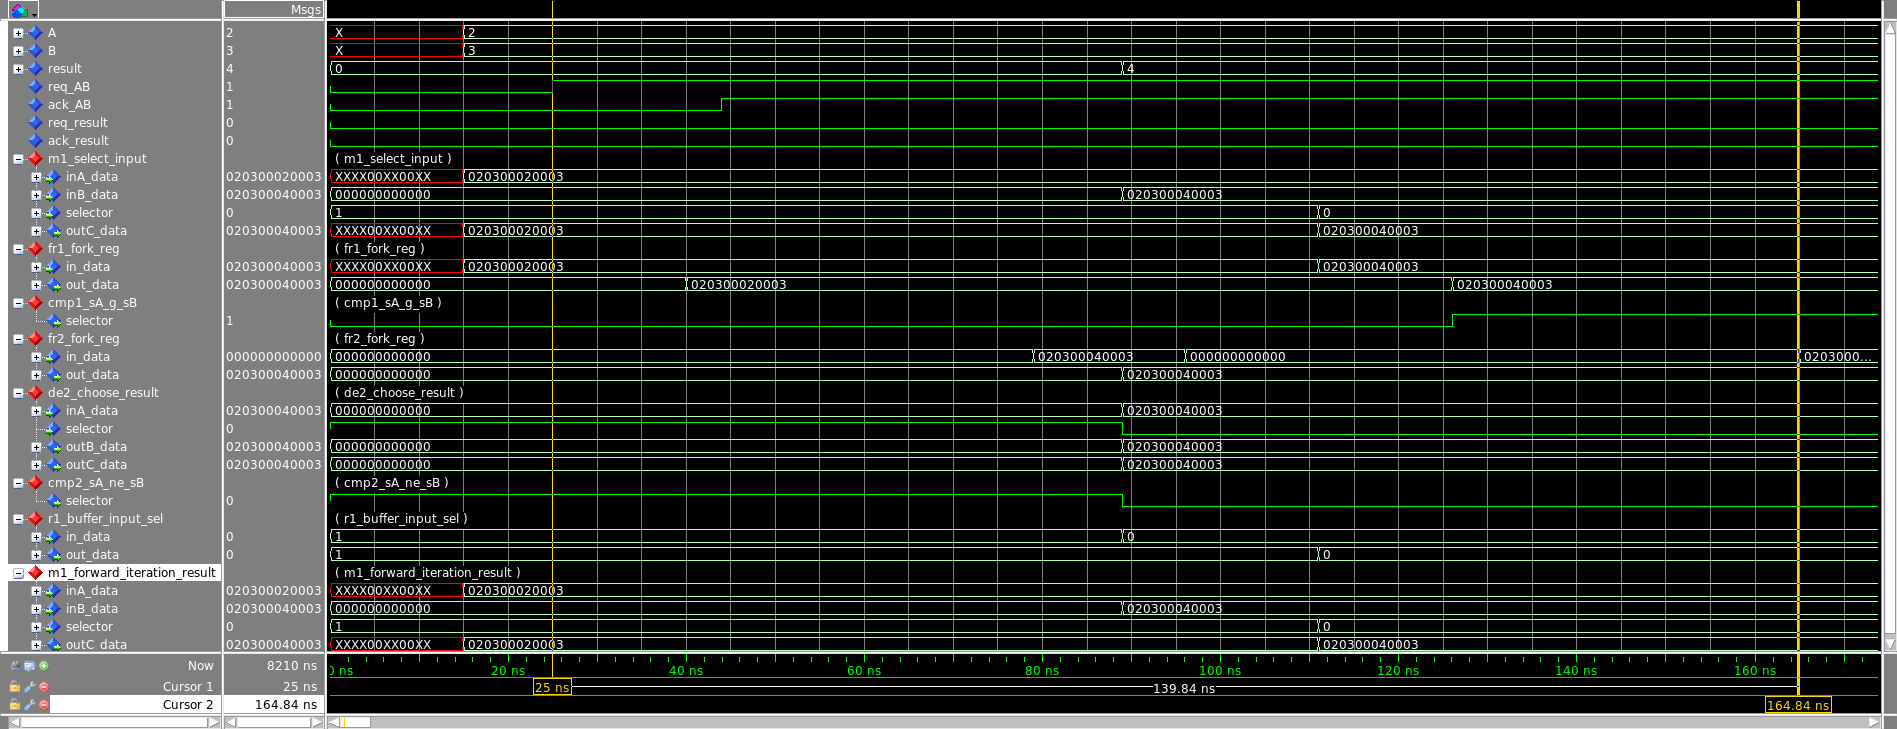 Msgs
A 2 X 2
B 3 X 3
result 4 0 4
req_AB 1
ack_AB 1
req_result 0
ack_result 0
m1_select_input ( m1_select_input )
inA_data 020300020003 XXXX00XX00XX 020300020003
inB_data 020300040003 000000000000 020300040003
selector 0 1 0
outC_data 020300040003 XXXX00XX00XX 020300020003 020300040003
fr1_fork_reg ( fr1_fork_reg )
in_data 020300040003 XXXX00XX00XX 020300020003 020300040003
out_data 020300040003 000000000000 020300020003 020300040003
cmp1_sA_g_sB ( cmp1_sA_g_sB )
selector 1
fr2_fork_reg ( fr2_fork_reg )
in_data 000000000000 000000000000 020300040003 000000000000 0203000...
out_data 020300040003 000000000000 020300040003
de2_choose_result ( de2_choose_result )
inA_data 020300040003 000000000000 020300040003
selector 0
outB_data 020300040003 000000000000 020300040003
outC_data 020300040003 000000000000 020300040003
cmp2_sA_ne_sB ( cmp2_sA_ne_sB )
selector 0
r1_buffer_input_sel ( r1_buffer_input_sel )
in_data 0 1 0
out_data 0 1 0
m1_forward_iteration_result ( m1_forward_iteration_result )
inA_data 020300020003 XXXX00XX00XX 020300020003
inB_data 020300040003 000000000000 020300040003
selector 0 1 0
outC_data 020300040003 XXXX00XX00XX 020300020003 020300040003
Now 8210 ns 0 ns 20 ns 40 ns 60 ns 80 ns 100 ns 120 ns 140 ns 160 ns
Cursor 1 25 ns 25 ns 139.84 ns
Cursor 2 164.84 ns 164.84 ns